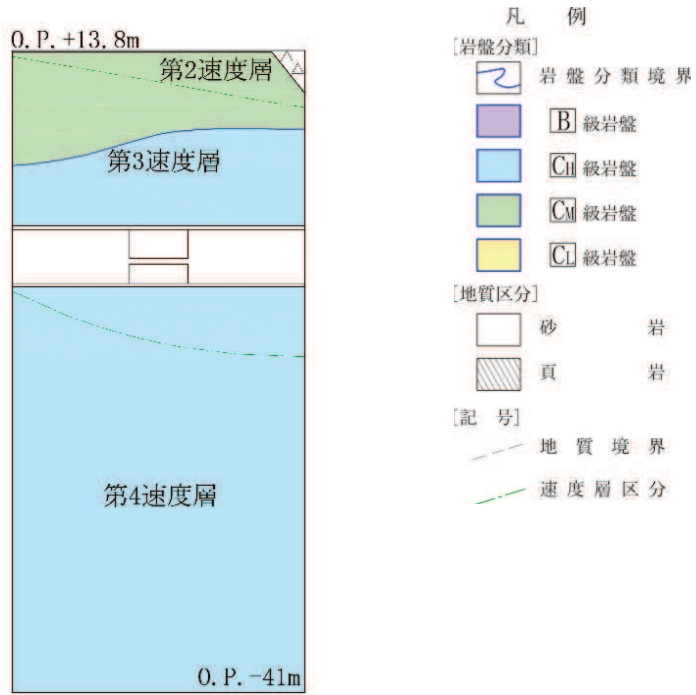 O.P.+13.8m
第2速度層
第3速度層
第4速度層
O.P.-41m
凡 例
[岩盤分類]
岩盤分類境界
B 級岩盤
CH 級岩盤
CM 級岩盤
CL 級岩盤
[地質区分]
砂 岩
頁 岩
[記 号]
地質境界
速度層区分